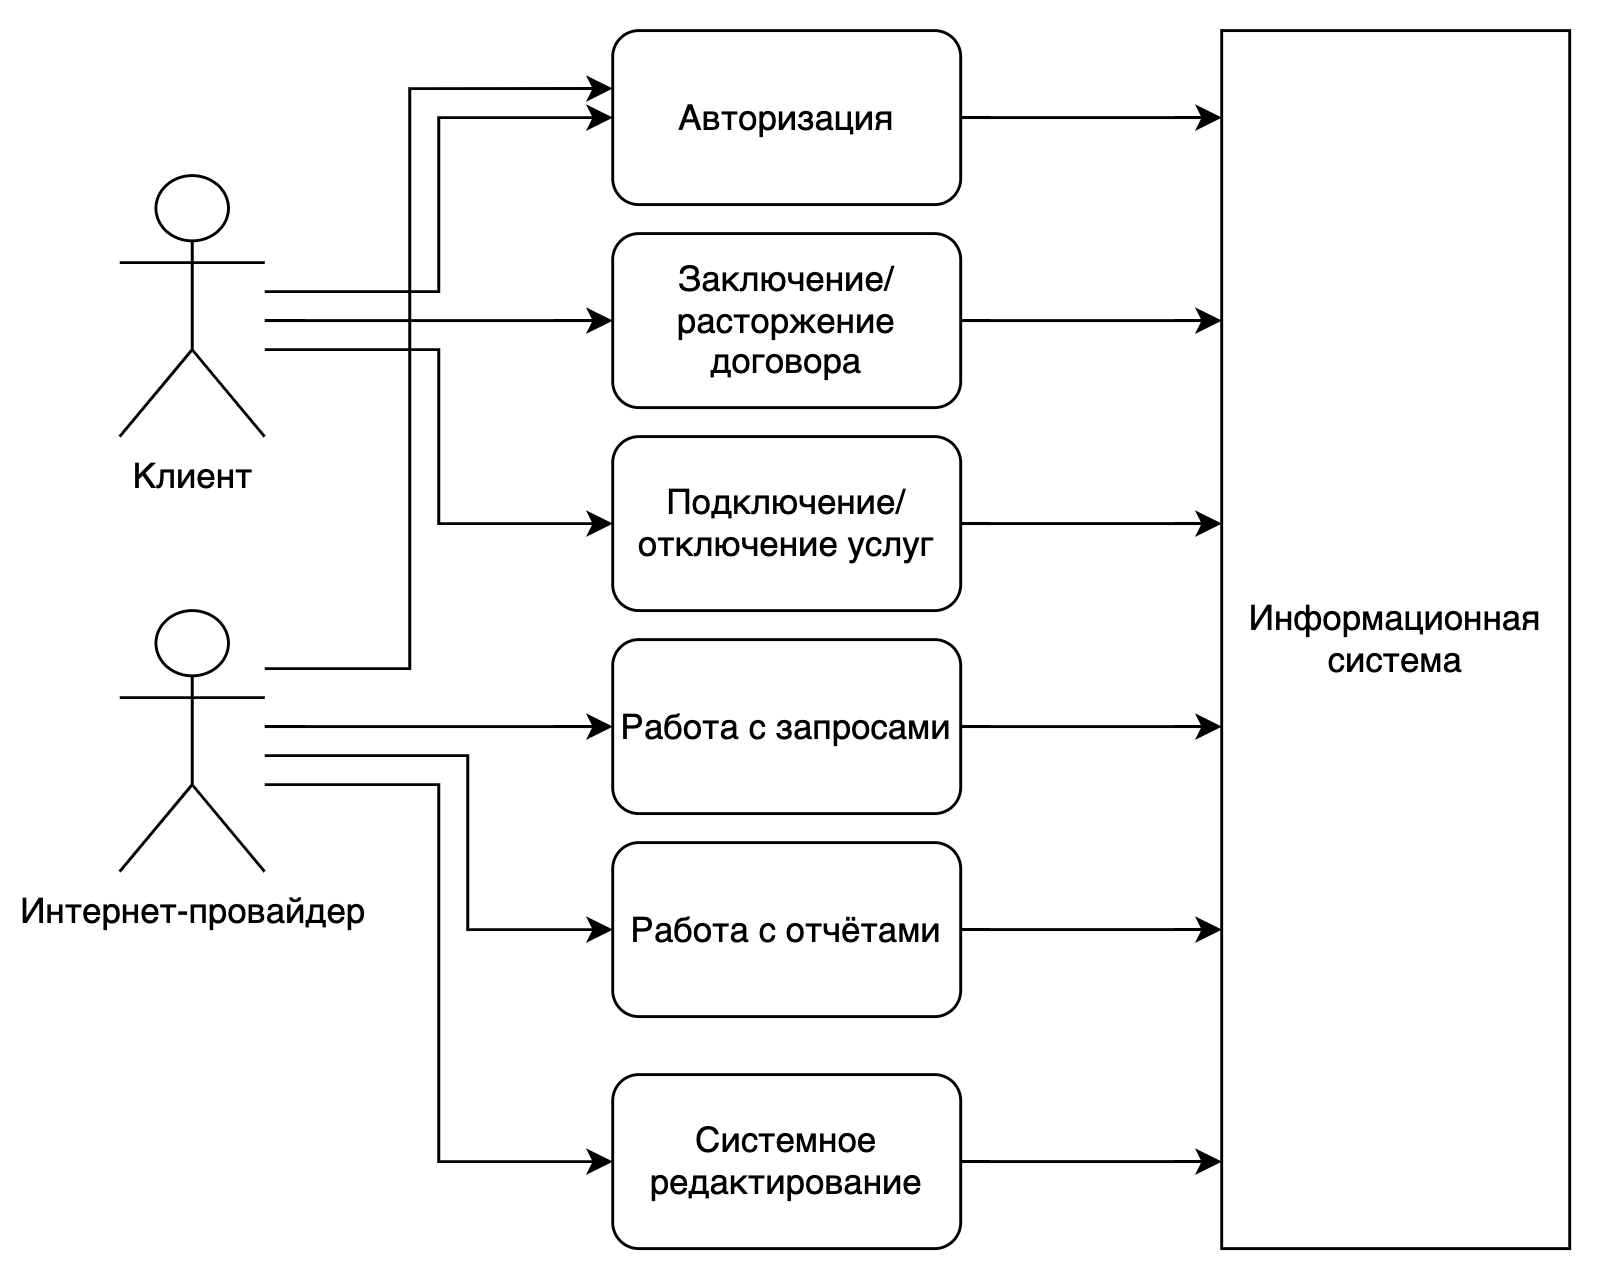 Авторизация
Заключение/
расторжение
договора
Клиент
Подключение/
отключение услуг
Информационная
система
Работа с запросами
Интернет-провайдер
Работа с отчётами
Системное
редактирование